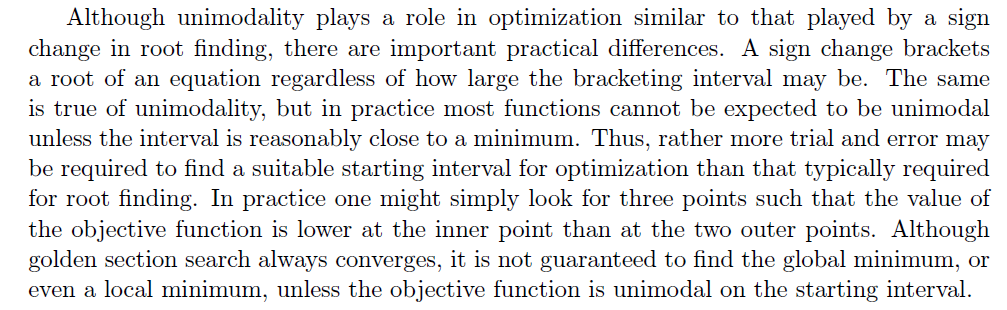 Although unimodality plays a role in optimization similar to that played by a sign
change in root finding, there are important practical differences. A sign change brackets
a root of an equation regardless of how large the bracketing interval may be. The same
is true of unimodality, but in practice most functions cannot be expected to be unimodal
unless the interval is reasonably close to a minimum. Thus, rather more trial and error may
be required to find a suitable starting interval for optimization than that typically required
for root finding. In practice one might simply look for three points such that the value of
the objective function is lower at the inner point than at the two outer points. Although
golden section search always converges, it is not guaranteed to find the global minimum, or
even a local minimum, unless the objective function is unimodal on the starting interval.